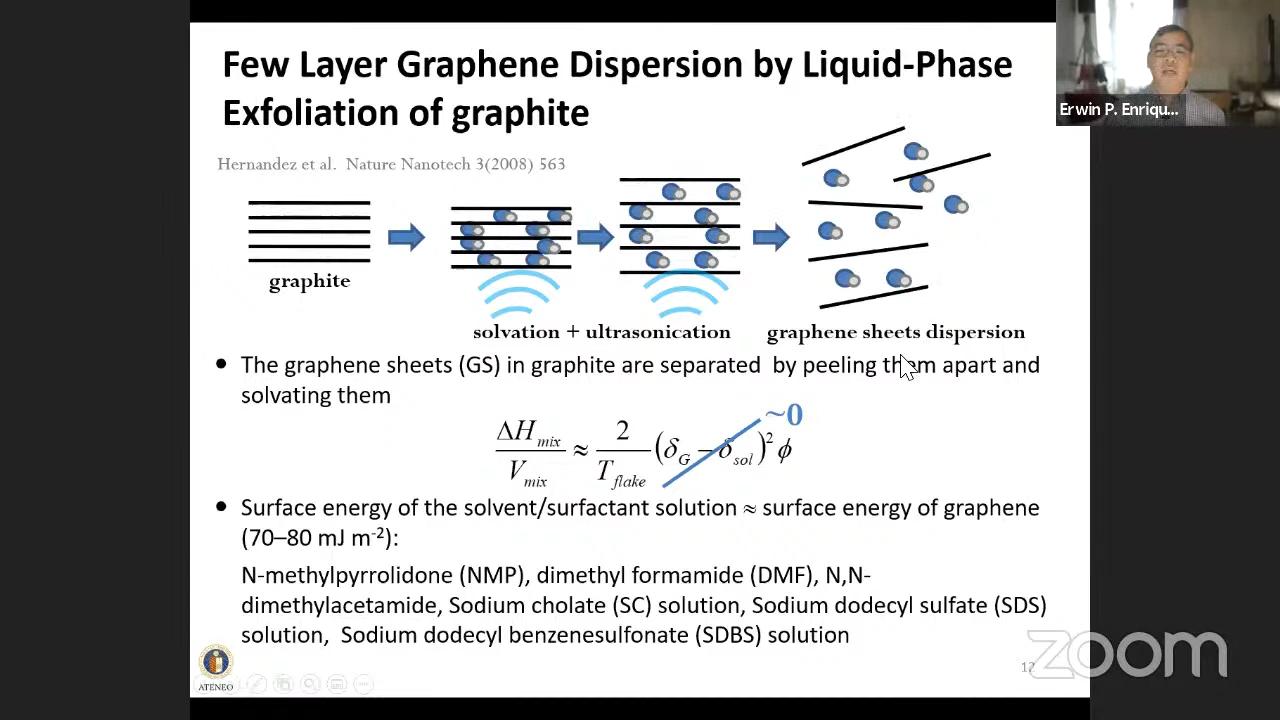 Few Layer Graphene Dispersion by Liquid-Phase
Exfoliation of graphite
Erwin P. Enriqu...
Hernandez et al. Nature Nanotech 3(2008) 563
graphite
solvation + ultrasonication
graphene sheets dispersion
• The graphene sheets (GS) in graphite are separated by peeling them apart and
solvating them
~0
ΔH_mix / V_mix ≈ 2 / T_flake (δ_G − δ_sol)² ϕ
• Surface energy of the solvent/surfactant solution ≈ surface energy of graphene
(70–80 mJ m⁻²):
N-methylpyrrolidone (NMP), dimethyl formamide (DMF), N,N-
dimethylacetamide, Sodium cholate (SC) solution, Sodium dodecyl sulfate (SDS)
solution, Sodium dodecyl benzenesulfonate (SDBS) solution
ATENEO
zoom